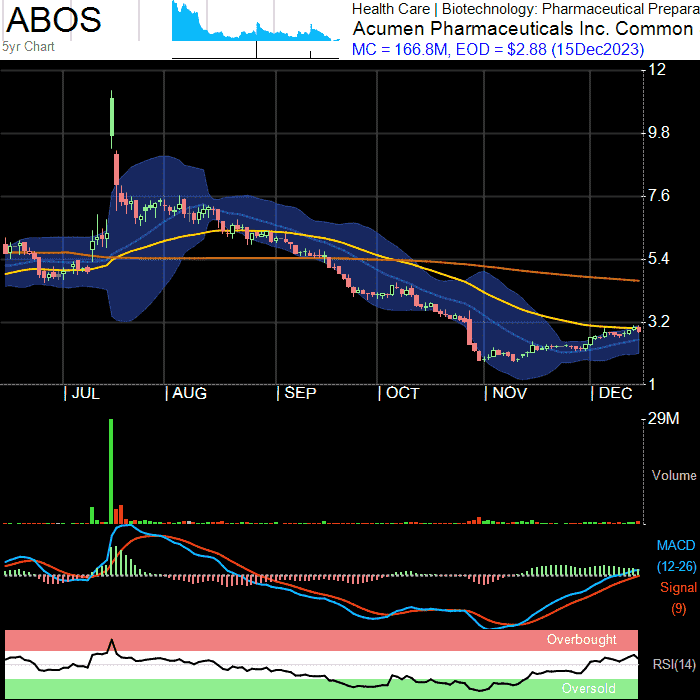 ABOS
5yr Chart
Health Care | Biotechnology: Pharmaceutical Prepara
Acumen Pharmaceuticals Inc. Common
MC = 166.8M, EOD = $2.88 (15Dec2023)
12
9.8
7.6
5.4
3.2
1
| JUL | AUG | SEP | OCT | NOV | DEC
29M
Volume
MACD
(12-26)
Signal
(9)
Overbought
RSI(14)
Oversold